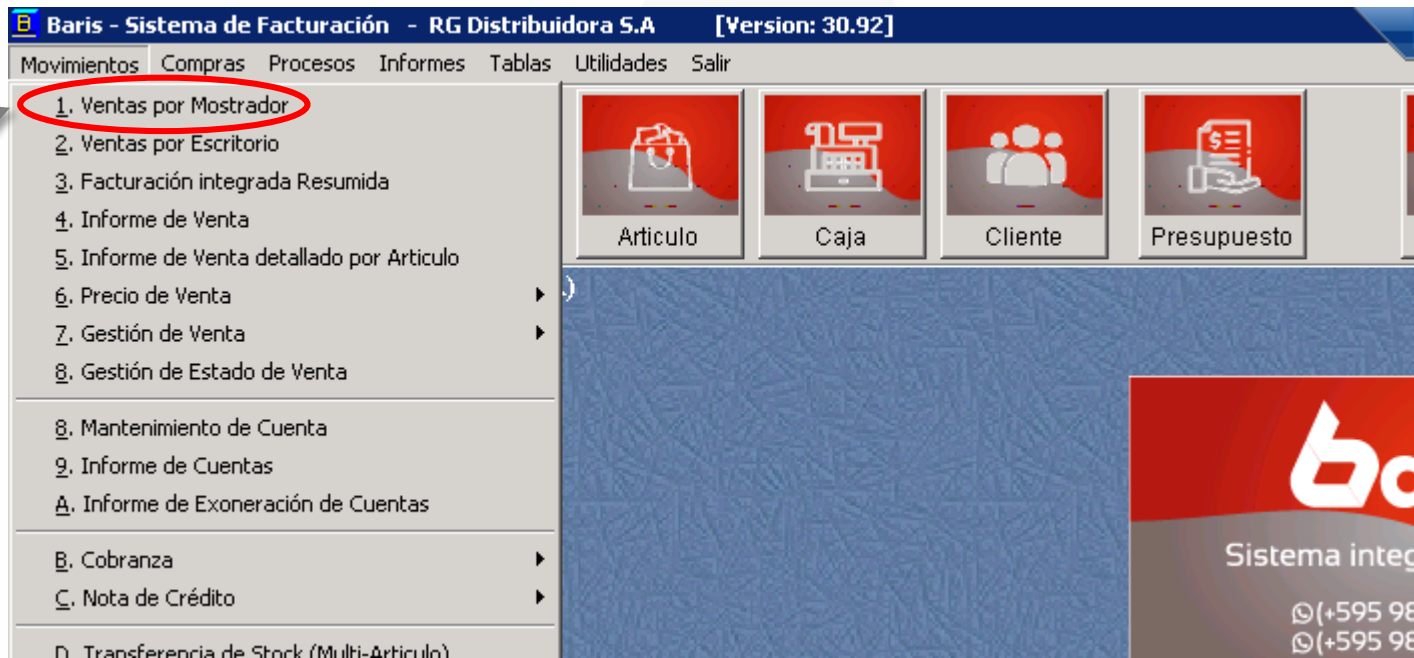 Baris - Sistema de Facturación - RG Distribuidora S.A [Version: 30.92]
Movimientos Compras Procesos Informes Tablas Utilidades Salir
1. Ventas por Mostrador
2. Ventas por Escritorio
3. Facturación integrada Resumida
4. Informe de Venta
5. Informe de Venta detallado por Articulo
6. Precio de Venta
7. Gestión de Venta
8. Gestión de Estado de Venta
8. Mantenimiento de Cuenta
9. Informe de Cuentas
A. Informe de Exoneración de Cuentas
B. Cobranza
C. Nota de Crédito
D. Transferencia de Stock (Multi-Articulo)
Articulo Caja Cliente Presupuesto
.)
Sistema
(+595 98
(+595 98